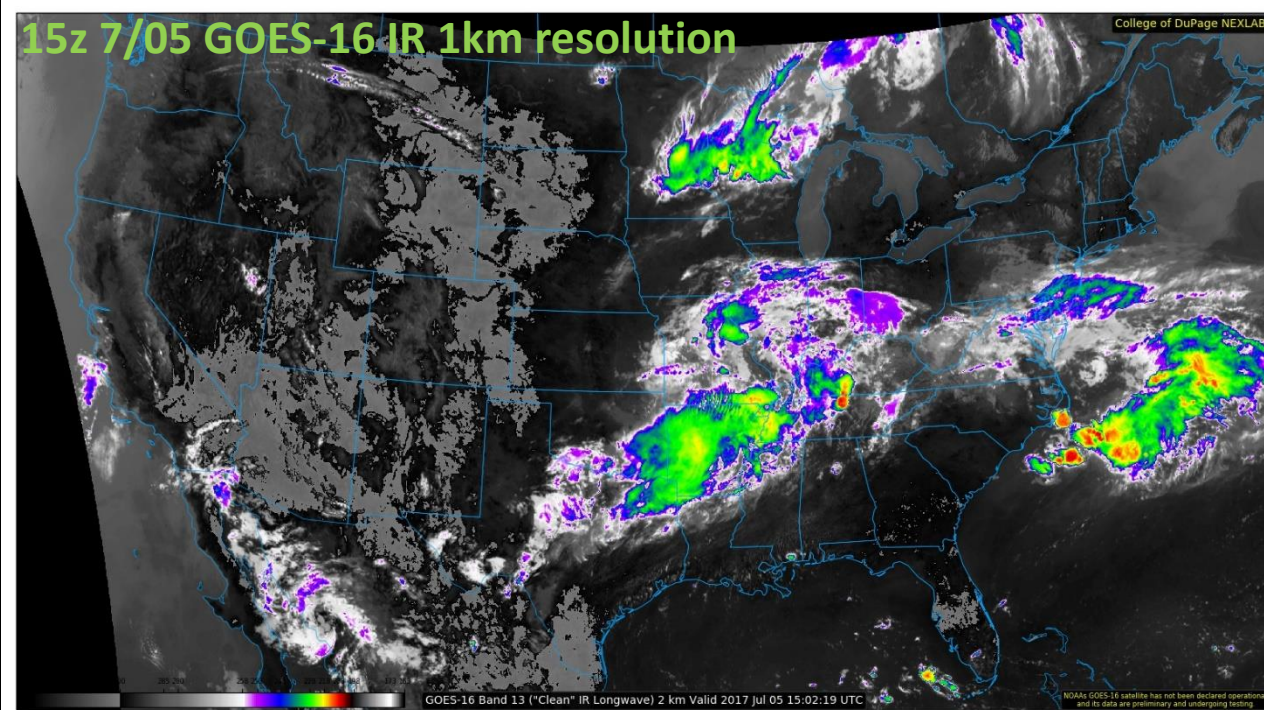 15z 7/05 GOES-16 IR 1km resolution
College of DuPage NEXLAB
GOES-16 Band 13 ("Clean" IR Longwave) 2 km Valid 2017 Jul 05 15:02:19 UTC
NOAAs GOES-16 satellite has not been declared operational
and its data are preliminary and undergoing testing